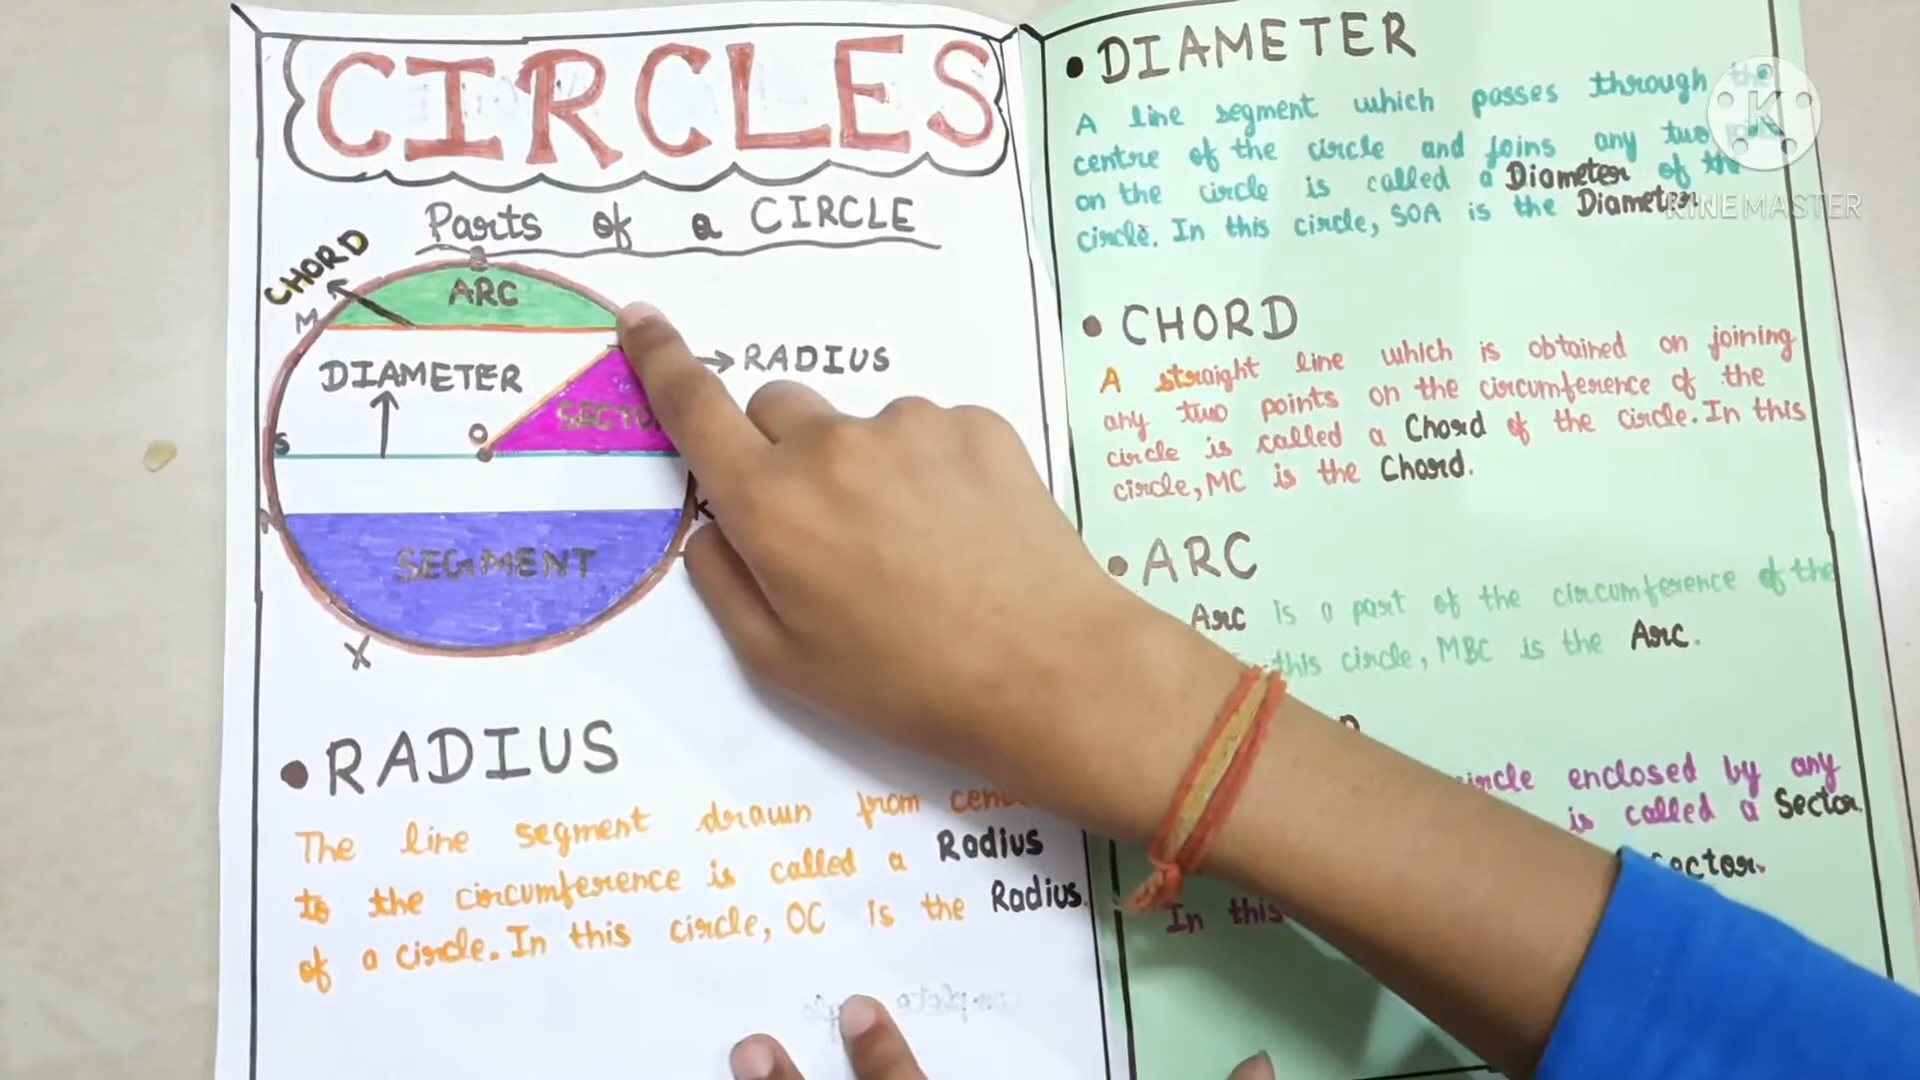 CIRCLES
Parts of a CIRCLE
CHORD
ARC
M
RADIUS
DIAMETER
SECTO
S
O
K
SEGMENT
X
• RADIUS
The line segment drawn from
to the circumference is called a Radius
of a circle. In this circle, OC is the Radius.
• DIAMETER
A line segment which passes through
centre of the circle and joins any two
on the circle is called a Diameter of the
circle. In this circle, SOA is the Diameter.
K
KINEMASTER
• CHORD
A straight line which is obtained on joining
any two points on the circumference of the
circle is called a Chord of the circle. In this
circle, MC is the Chord.
• ARC
Arc is a part of the circumference of the
this circle, MBC is the Arc.
circle enclosed by any
is called a Sector.
Sector.
In this